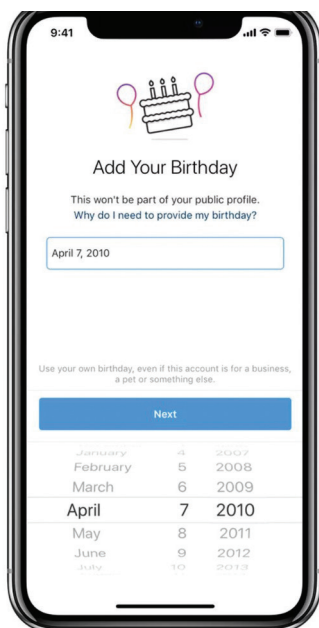 9:41
Add Your Birthday
This won't be part of your public profile.
Why do I need to provide my birthday?
April 7, 2010
Use your own birthday, even if this account is for a business,
a pet or something else.
Next
January 4 2007
February 5 2008
March 6 2009
April 7 2010
May 8 2011
June 9 2012
July 10 2013